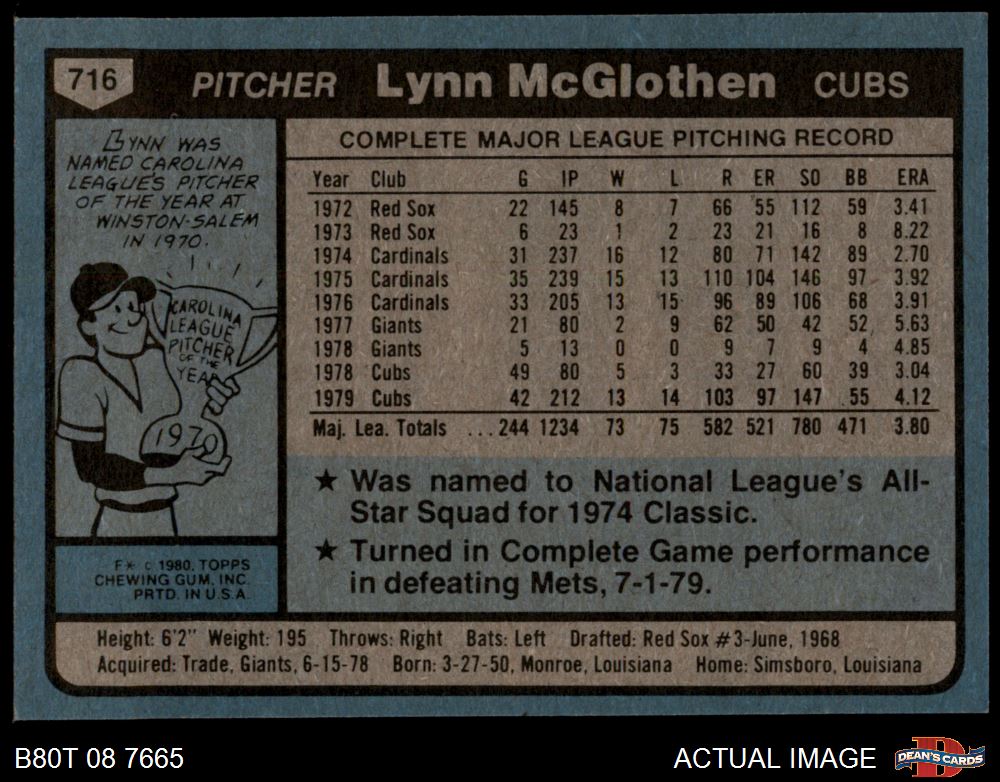 716 PITCHER Lynn McGlothen CUBS
LYNN WAS
NAMED CAROLINA
LEAGUE'S PITCHER
OF THE YEAR AT
WINSTON-SALEM
IN 1970.
CAROLINA
LEAGUE
PITCHER
OF THE
YEAR
1970
F✶ © 1980, TOPPS
CHEWING GUM, INC.
PRTD. IN U.S.A.
COMPLETE MAJOR LEAGUE PITCHING RECORD
Year Club G IP W L R ER SO BB ERA
1972 Red Sox 22 145 8 7 66 55 112 59 3.41
1973 Red Sox 6 23 1 2 23 21 16 8 8.22
1974 Cardinals 31 237 16 12 80 71 142 89 2.70
1975 Cardinals 35 239 15 13 110 104 146 97 3.92
1976 Cardinals 33 205 13 15 96 89 106 68 3.91
1977 Giants 21 80 2 9 62 50 42 52 5.63
1978 Giants 5 13 0 0 9 7 9 4 4.85
1978 Cubs 49 80 5 3 33 27 60 39 3.04
1979 Cubs 42 212 13 14 103 97 147 55 4.12
Maj. Lea. Totals ...244 1234 73 75 582 521 780 471 3.80
★ Was named to National League's All-
Star Squad for 1974 Classic.
★ Turned in Complete Game performance
in defeating Mets, 7-1-79.
Height: 6'2" Weight: 195 Throws: Right Bats: Left Drafted: Red Sox #3-June, 1968
Acquired: Trade, Giants, 6-15-78 Born: 3-27-50, Monroe, Louisiana Home: Simsboro, Louisiana
B80T 08 7665 ACTUAL IMAGE D DEAN'S CARDS